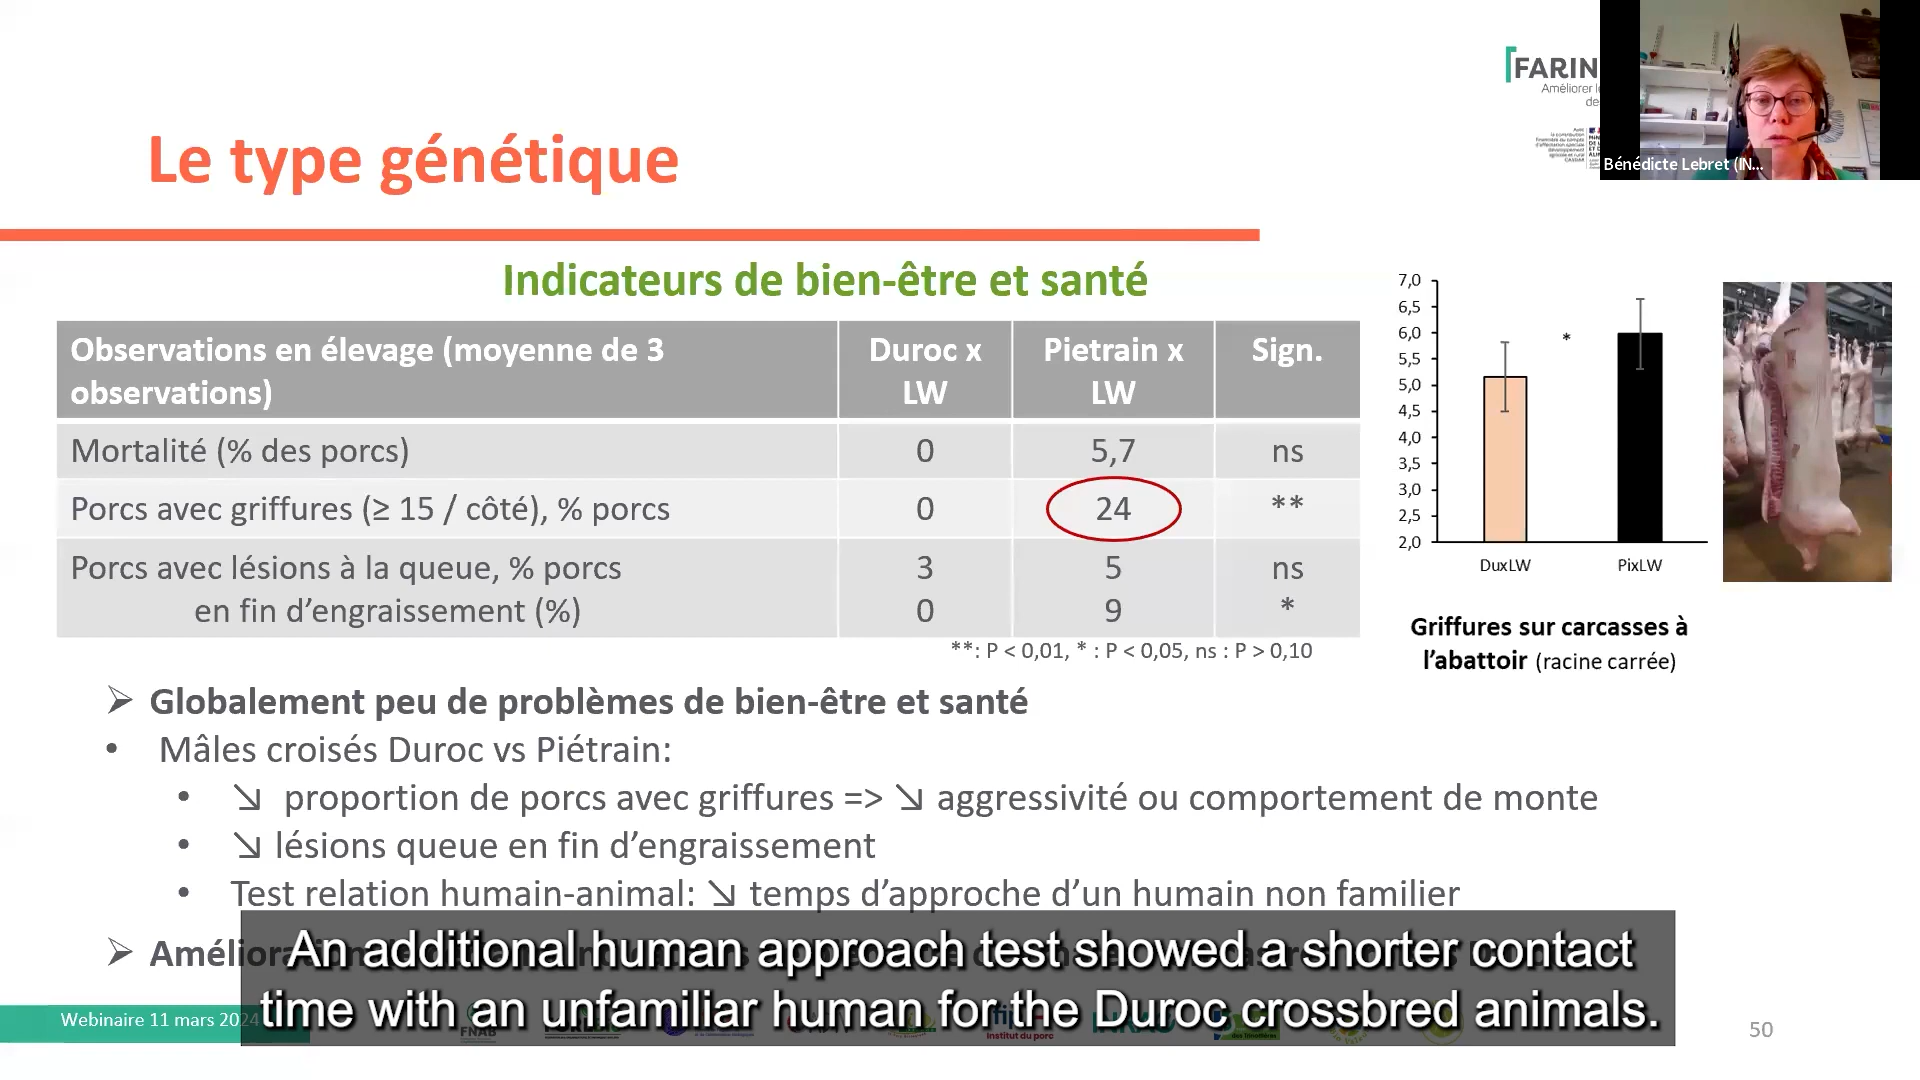 FARIN
Améliorer l
de
Bénédicte Lebret (IN...
Le type génétique
Indicateurs de bien-être et santé
Observations en élevage (moyenne de 3 observations) Duroc x LW Pietrain x LW Sign.
Mortalité (% des porcs) 0 5,7 ns
Porcs avec griffures (≥ 15 / côté), % porcs 0 24 **
Porcs avec lésions à la queue, % porcs 3 5 ns
en fin d’engraissement (%) 0 9 *
**: P < 0,01, * : P < 0,05, ns : P > 0,10
7,0
6,5
6,0
5,5
5,0
4,5
4,0
3,5
3,0
2,5
2,0
*
DuxLW PixLW
Griffures sur carcasses à
l’abattoir (racine carrée)
➢ Globalement peu de problèmes de bien-être et santé
• Mâles croisés Duroc vs Piétrain:
• ↘ proportion de porcs avec griffures => ↘ aggressivité ou comportement de monte
• ↘ lésions queue en fin d’engraissement
• Test relation humain-animal: ↘ temps d’approche d’un humain non familier
An additional human approach test showed a shorter contact
time with an unfamiliar human for the Duroc crossbred animals.
Webinaire 11 mars 2024
Institut du porc
50